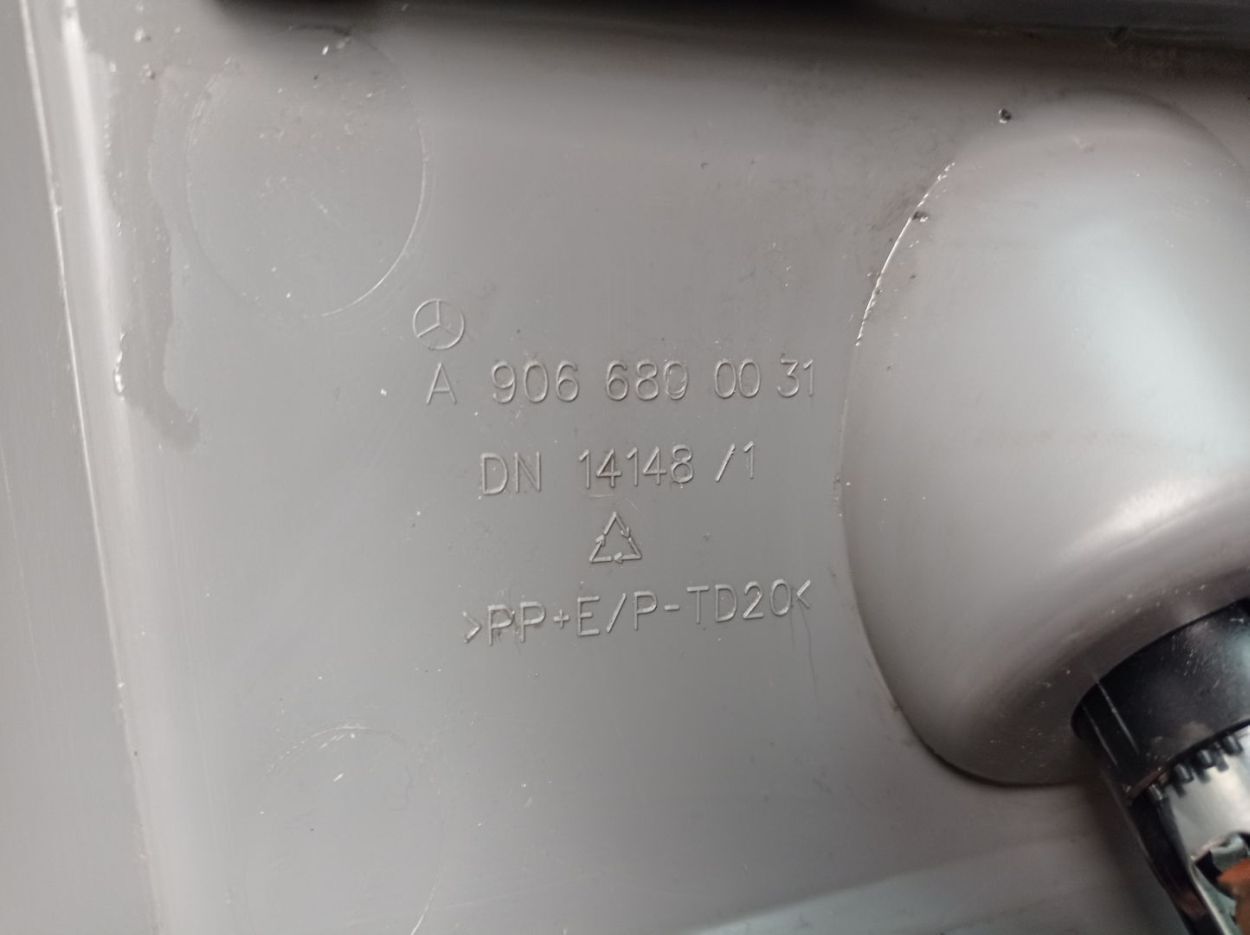 A 906 680 00 31
DN 14148 /1
>PP+E/P-TD20<